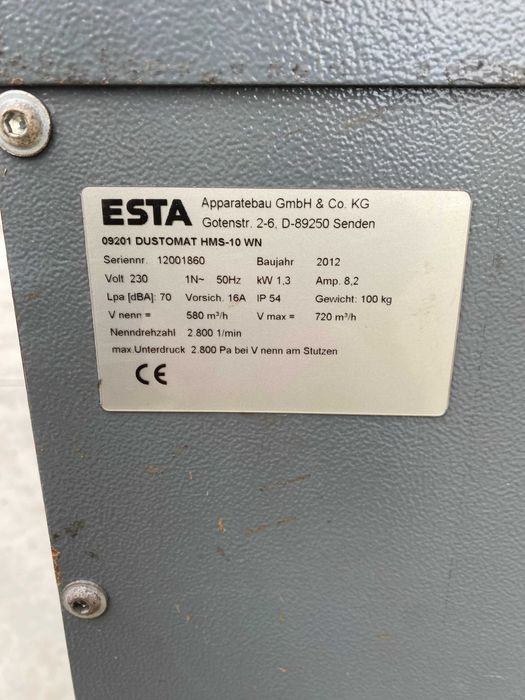 ESTA Apparatebau GmbH & Co. KG
Gotenstr. 2-6, D-89250 Senden
09201 DUSTOMAT HMS-10 WN
Seriennr. 12001860 Baujahr 2012
Volt 230 1N~ 50Hz kW 1,3 Amp. 8,2
Lpa [dBA]: 70 Vorsich. 16A IP 54 Gewicht: 100 kg
V nenn = 580 m³/h V max = 720 m³/h
Nenndrehzahl 2.800 1/min
max.Unterdruck 2.800 Pa bei V nenn am Stutzen
CE